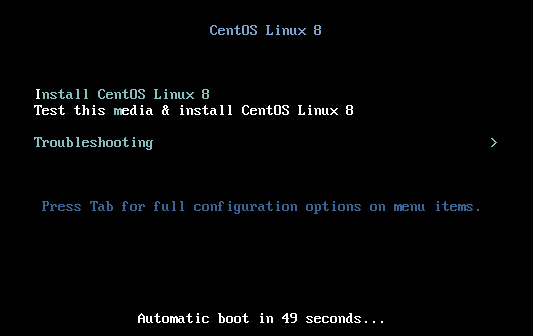 CentOS Linux 8
Install CentOS Linux 8
Test this media & install CentOS Linux 8
Troubleshooting >
Press Tab for full configuration options on menu items.
Automatic boot in 49 seconds...